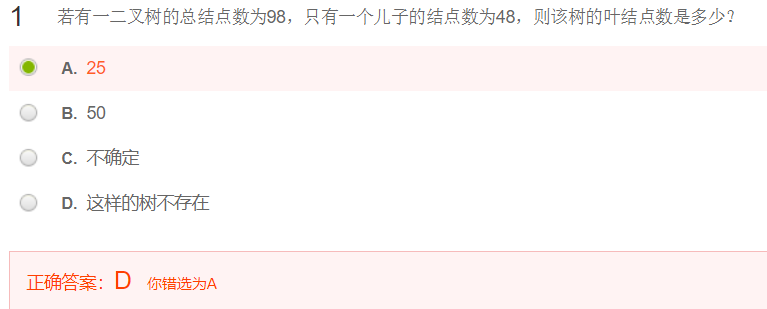 1 若有一二叉树的总结点数为98，只有一个儿子的结点数为48，则该树的叶结点数是多少？
A. 25
B. 50
C. 不确定
D. 这样的树不存在
正确答案：D 你错选为A